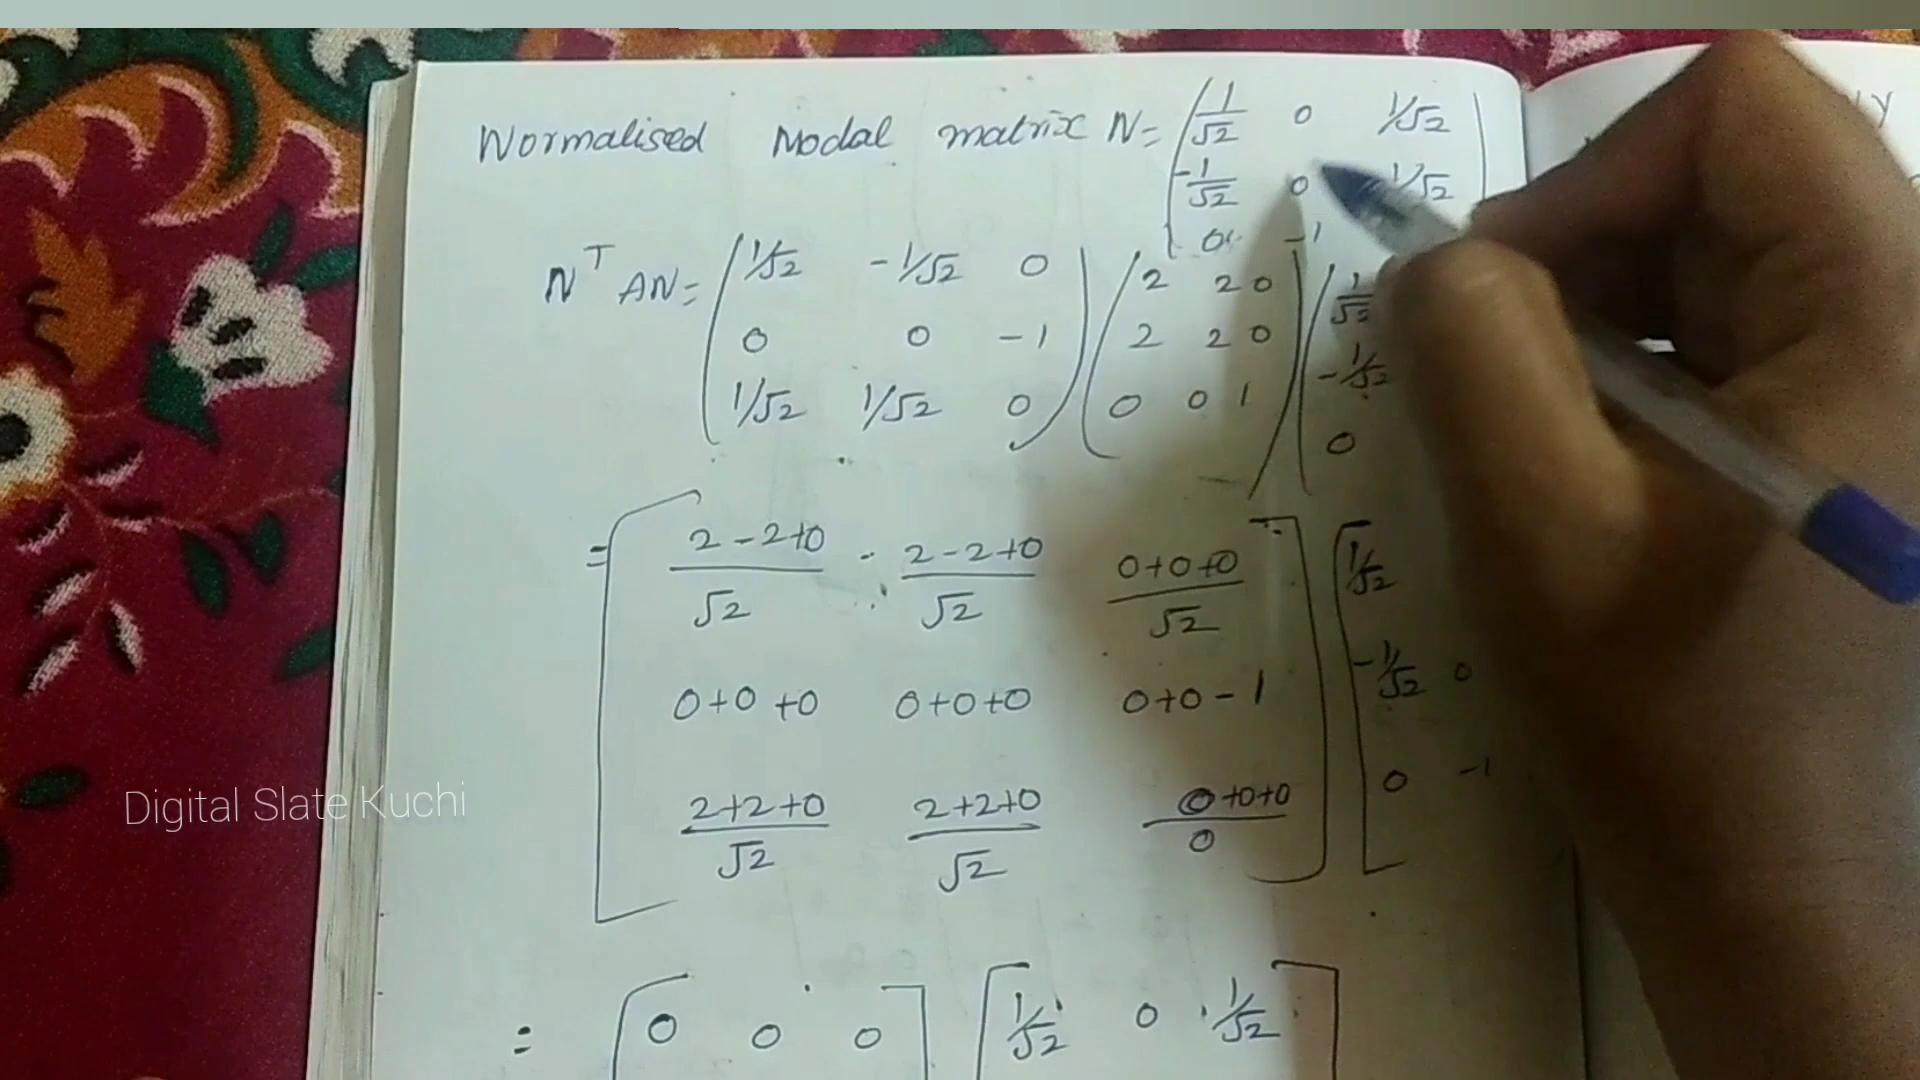 Normalised Modal matrix N = ( 1/√2 0 1/√2
-1/√2 0 1/√2
0 -1
N^T AN = ( 1/√2 -1/√2 0 ) ( 2 2 0 ) ( 1/√2
0 0 -1 2 2 0 -1/√2
1/√2 1/√2 0 0 0 1 0
= [ (2-2+0)/√2 (2-2+0)/√2 (0+0+0)/√2 ] [ 1/√2
0+0+0 0+0+0 0+0-1 -1/√2 0
(2+2+0)/√2 (2+2+0)/√2 (0+0+0)/0 0 -1
Digital Slate Kuchi
= [ 0 0 0 ] [ 1/√2 0 1/√2 ]